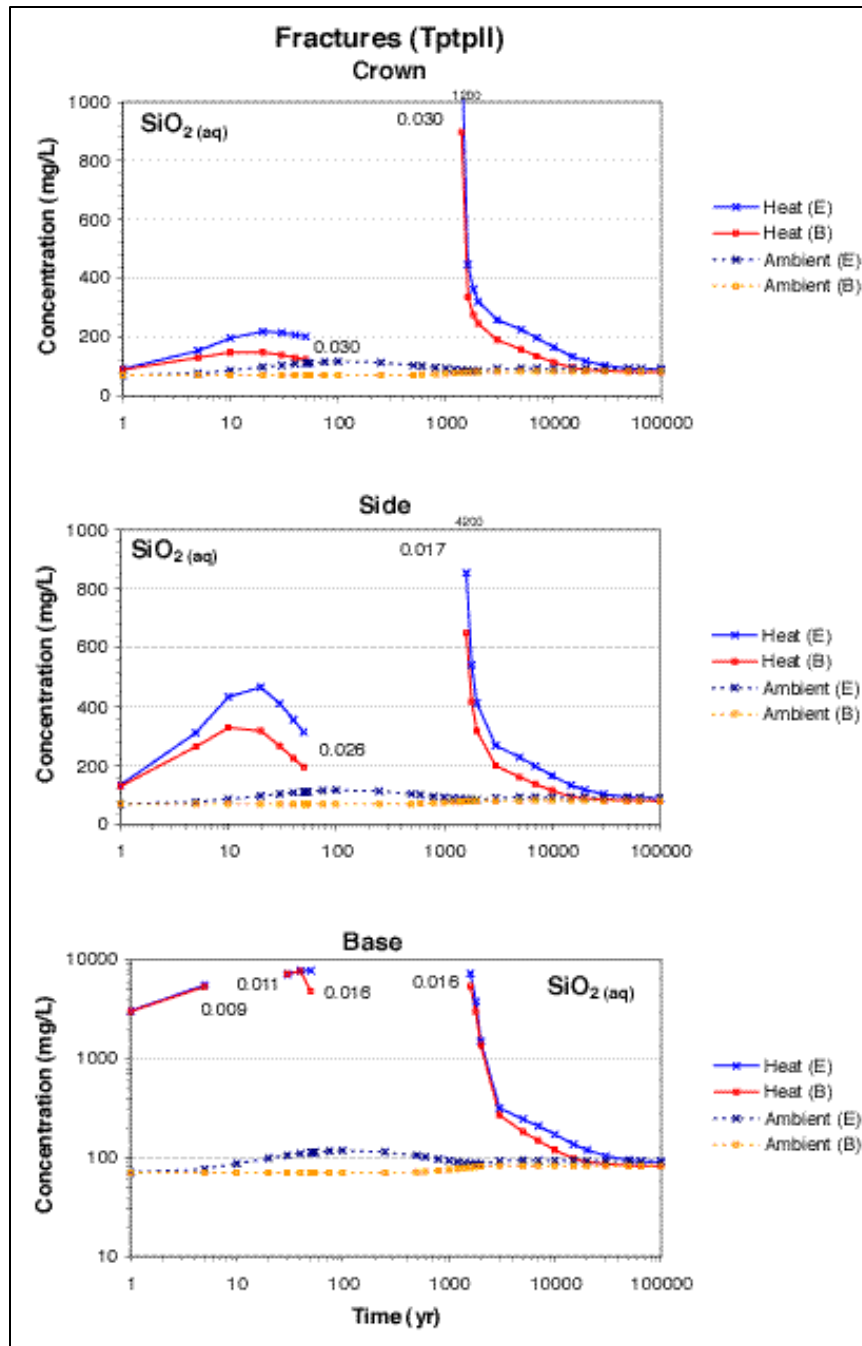 Fractures (Tptpll)
Crown
1200
SiO2 (aq)
0.030
0.030
Concentration (mg/L)
1000
800
600
400
200
0
1 10 100 1000 10000 100000
Heat (E)
Heat (B)
Ambient (E)
Ambient (B)
Side
4200
SiO2 (aq)
0.017
0.026
Concentration (mg/L)
1000
800
600
400
200
0
1 10 100 1000 10000 100000
Heat (E)
Heat (B)
Ambient (E)
Ambient (B)
Base
0.009
0.011
0.016
0.016
SiO2 (aq)
Concentration (mg/L)
10000
1000
100
10
1 10 100 1000 10000 100000
Time (yr)
Heat (E)
Heat (B)
Ambient (E)
Ambient (B)